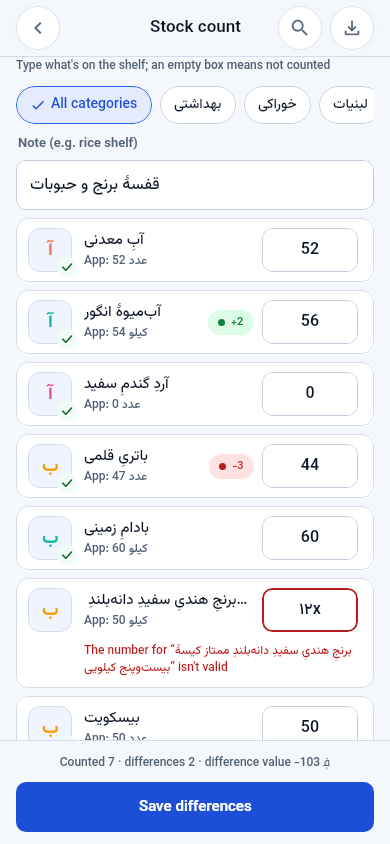 Stock count
Type what's on the shelf; an empty box means not counted
All categories
بهداشتی
خوراکی
لبنیات
Note (e.g. rice shelf)
قفسهٔ برنج و حبوبات
آ
آبِ معدنی
App: 52 عدد
52
آ
آب‌میوهٔ انگور
App: 54 کیلو
+2
56
آ
آردِ گندمِ سفید
App: 0 عدد
0
ب
باتریِ قلمی
App: 47 عدد
-3
44
ب
بادامِ زمینی
App: 60 کیلو
60
ب
برنجِ هندیِ سفیدِ دانه‌بلندِ…
App: 50 کیلو
۱۲x
The number for “برنجِ هندیِ سفیدِ دانه‌بلندِ ممتاز کیسهٔ
بیست‌وپنج کیلویی” isn't valid
ب
بیسکویت
App: 50 عدد
50
Counted 7 · differences 2 · difference value -103 ؋
Save differences